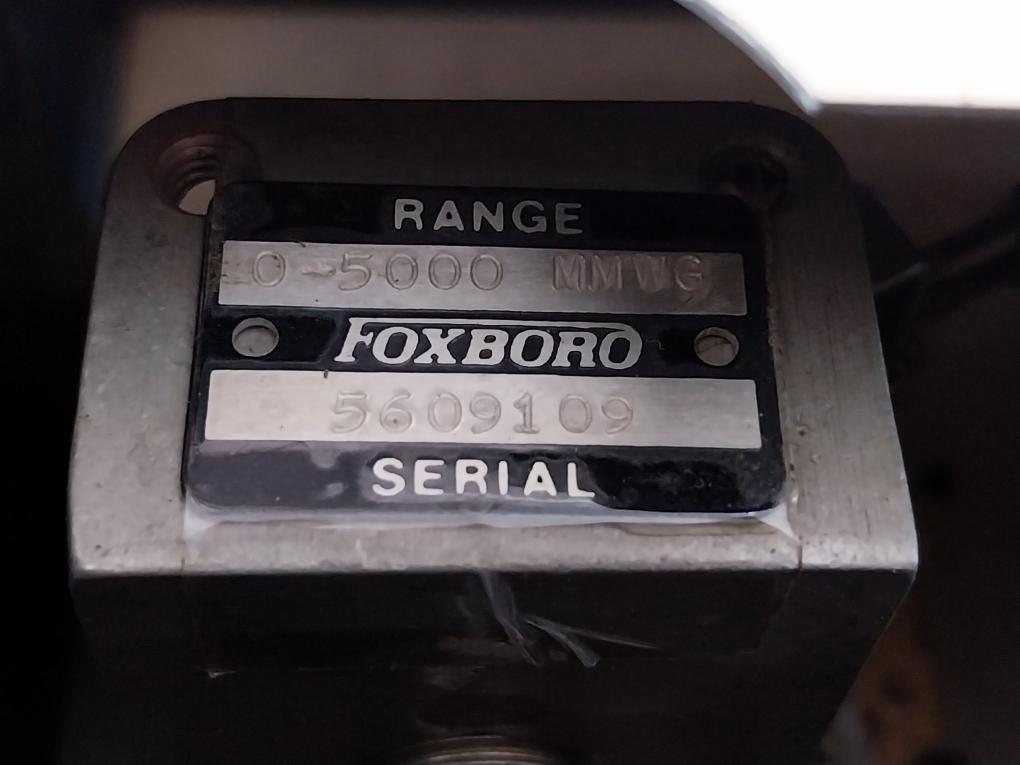 RANGE
0-5000 MMWG
FOXBORO
5609109
SERIAL